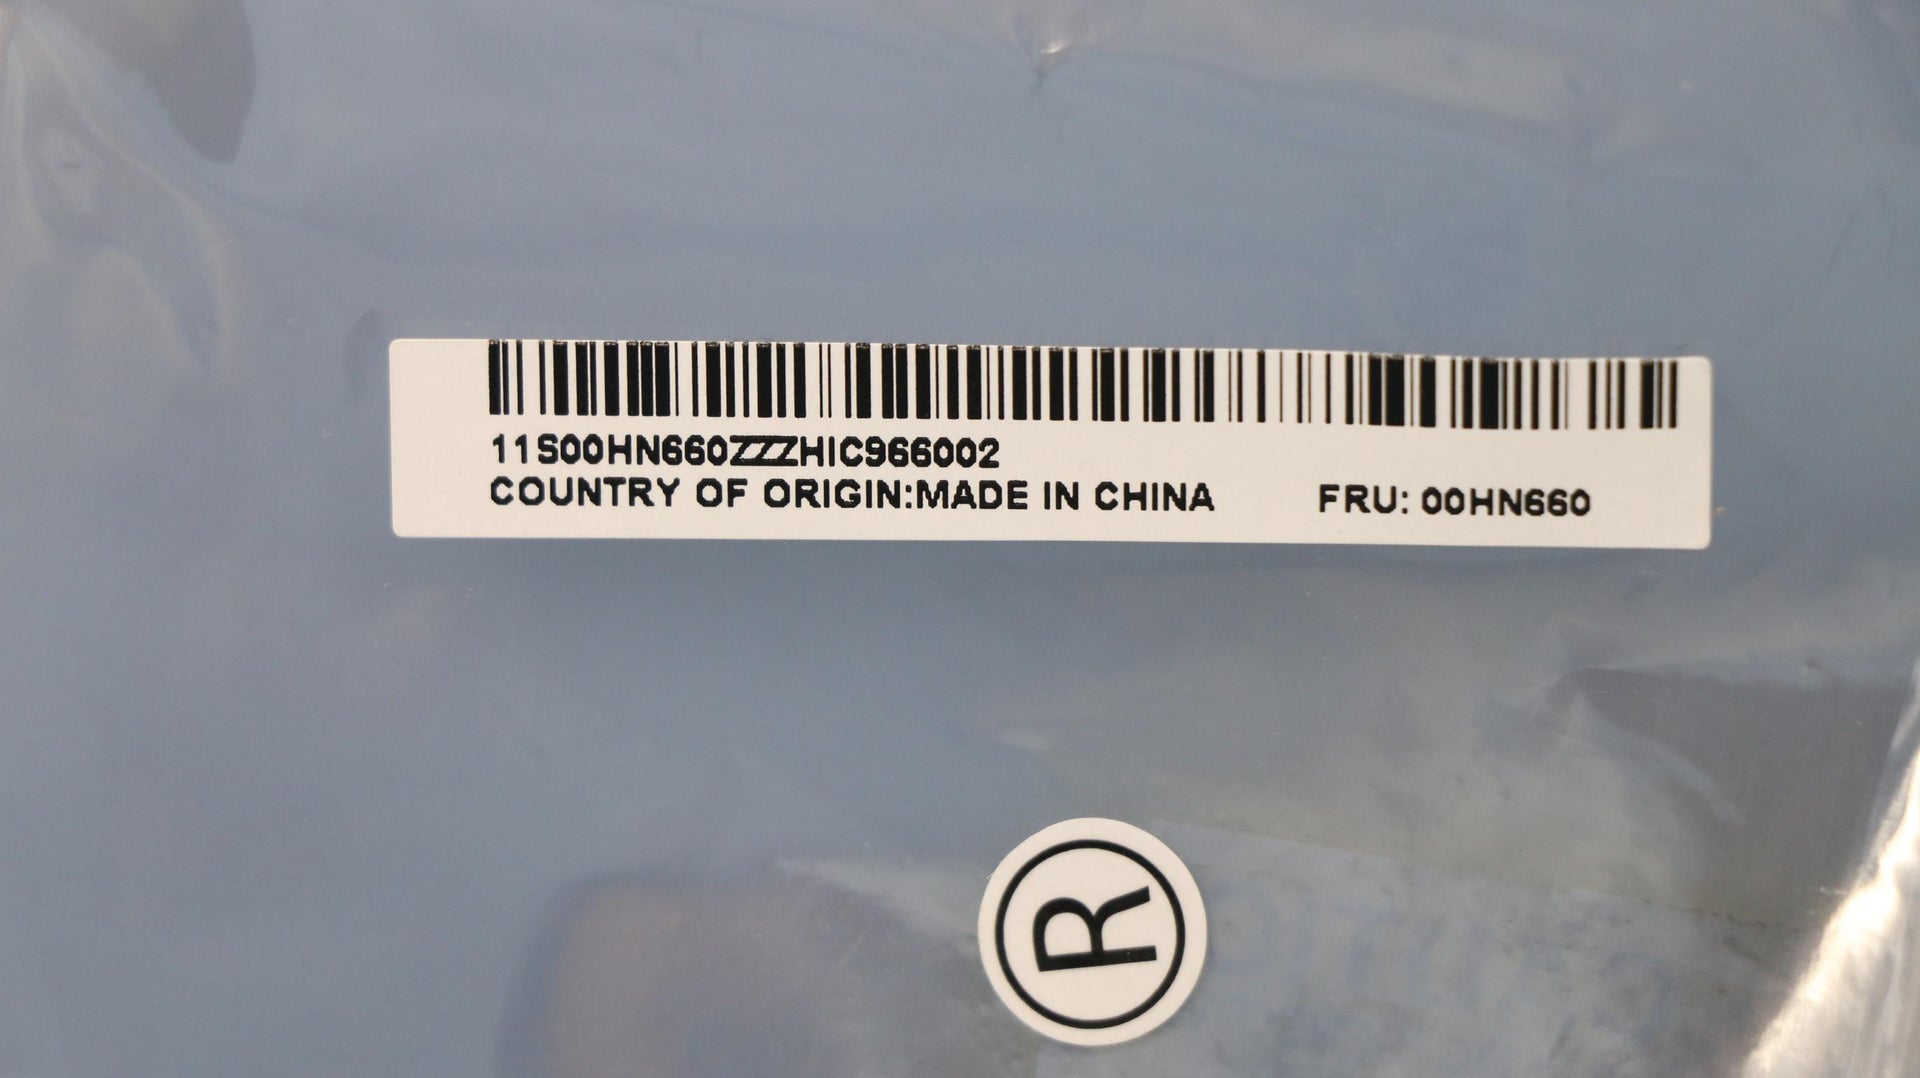 11S00HN660ZZZHIC966002
COUNTRY OF ORIGIN:MADE IN CHINA FRU: 00HN660
R